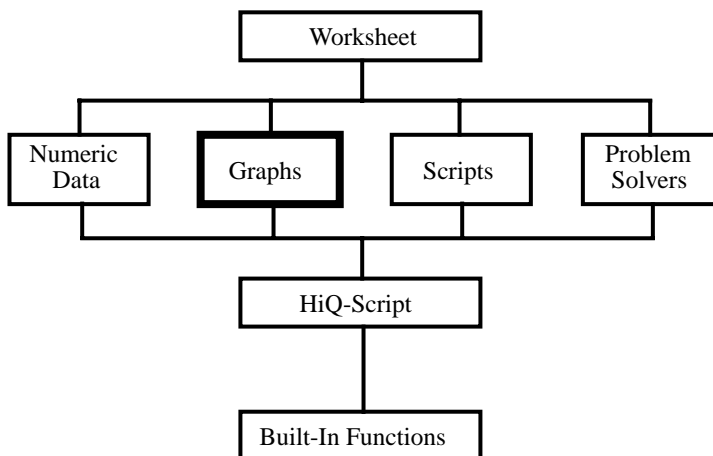 Worksheet
Numeric
Data
Graphs
Scripts
Problem
Solvers
HiQ-Script
Built-In Functions